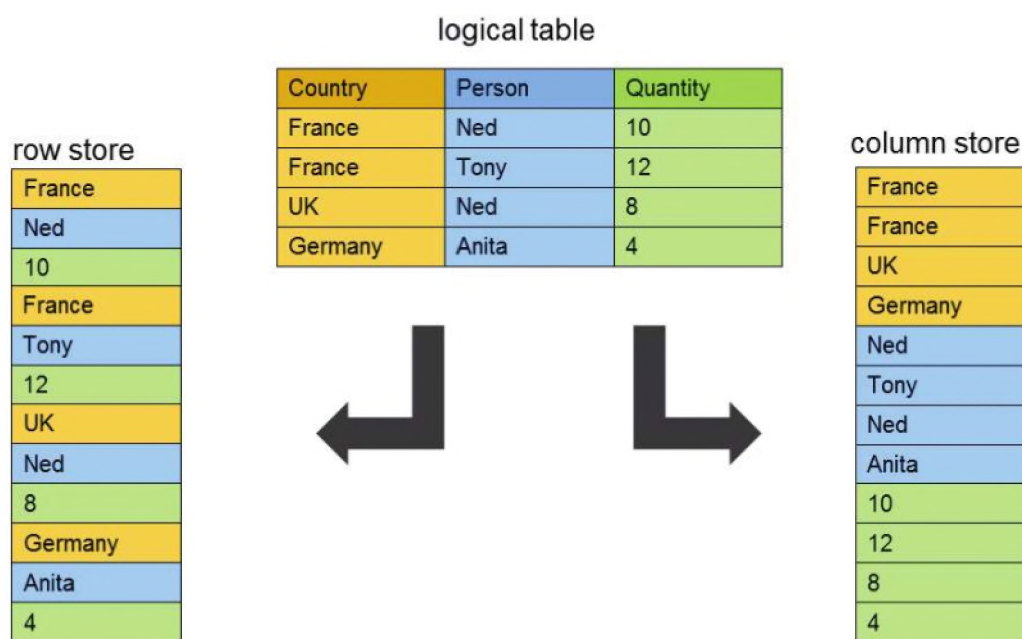 logical table
Country Person Quantity
France Ned 10
France Tony 12
UK Ned 8
Germany Anita 4
row store
France
Ned
10
France
Tony
12
UK
Ned
8
Germany
Anita
4
column store
France
France
UK
Germany
Ned
Tony
Ned
Anita
10
12
8
4